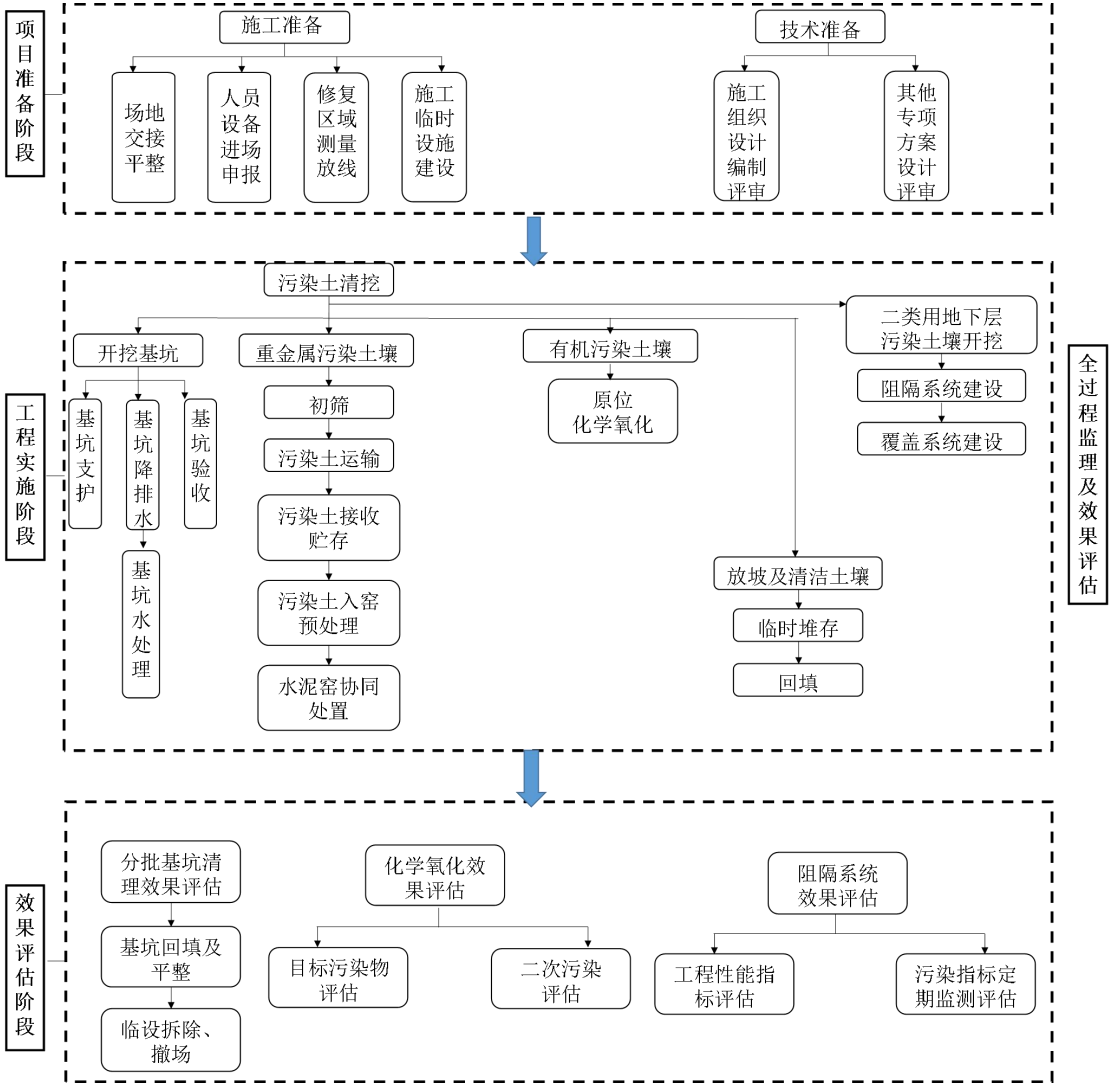 项目准备阶段
施工准备
技术准备
场地
交接
平整
人员
设备
进场
申报
修复
区域
测量
放线
施工
临时
设施
建设
施工
组织
设计
编制
评审
其他
专项
方案
设计
评审
工程实施阶段
污染土清挖
开挖基坑
基坑支护
基坑降排水
基坑验收
基坑水处理
重金属污染土壤
初筛
污染土运输
污染土接收
贮存
污染土入窑
预处理
水泥窑协同
处置
有机污染土壤
原位
化学氧化
放坡及清洁土壤
临时堆存
回填
二类用地下层
污染土壤开挖
阻隔系统建设
覆盖系统建设
全过程监理及效果评估
效果评估阶段
分批基坑清
理效果评估
基坑回填及
平整
临设拆除、
撤场
化学氧化效
果评估
目标污染物
评估
二次污染
评估
阻隔系统
效果评估
工程性能指
标评估
污染指标定
期监测评估